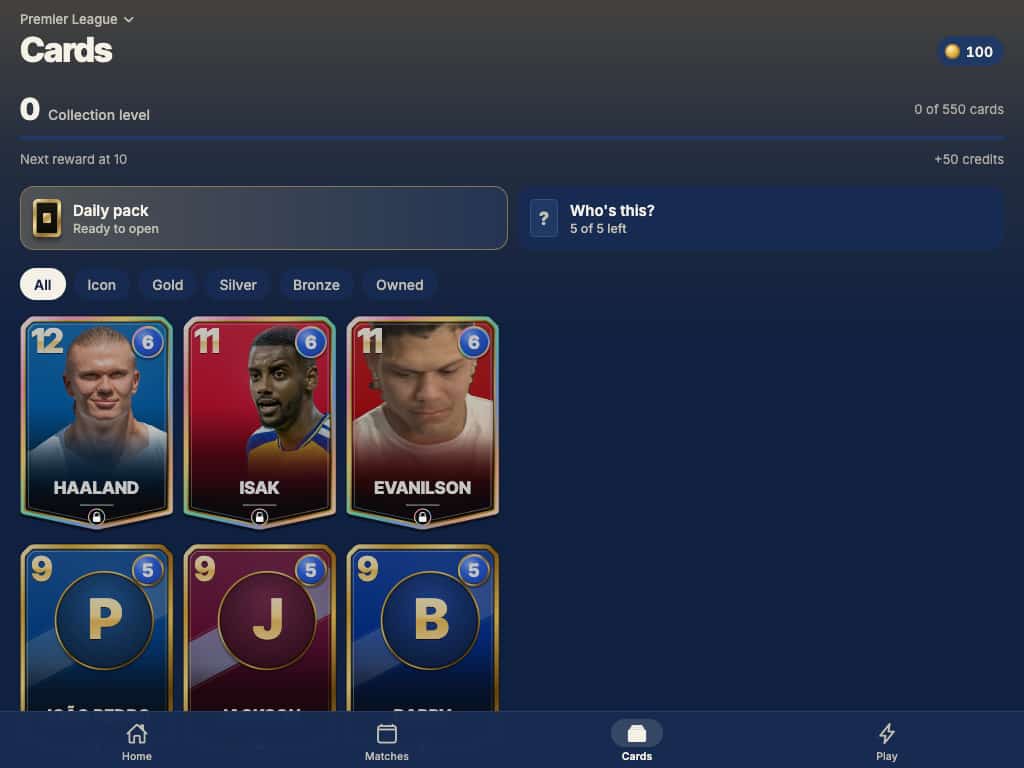 Premier League
Cards
100
0 Collection level
0 of 550 cards
Next reward at 10
+50 credits
Daily pack
Ready to open
?
Who's this?
5 of 5 left
All
Icon
Gold
Silver
Bronze
Owned
12
6
HAALAND
11
6
ISAK
11
6
EVANILSON
9
5
P
9
5
J
9
5
B
Home
Matches
Cards
Play